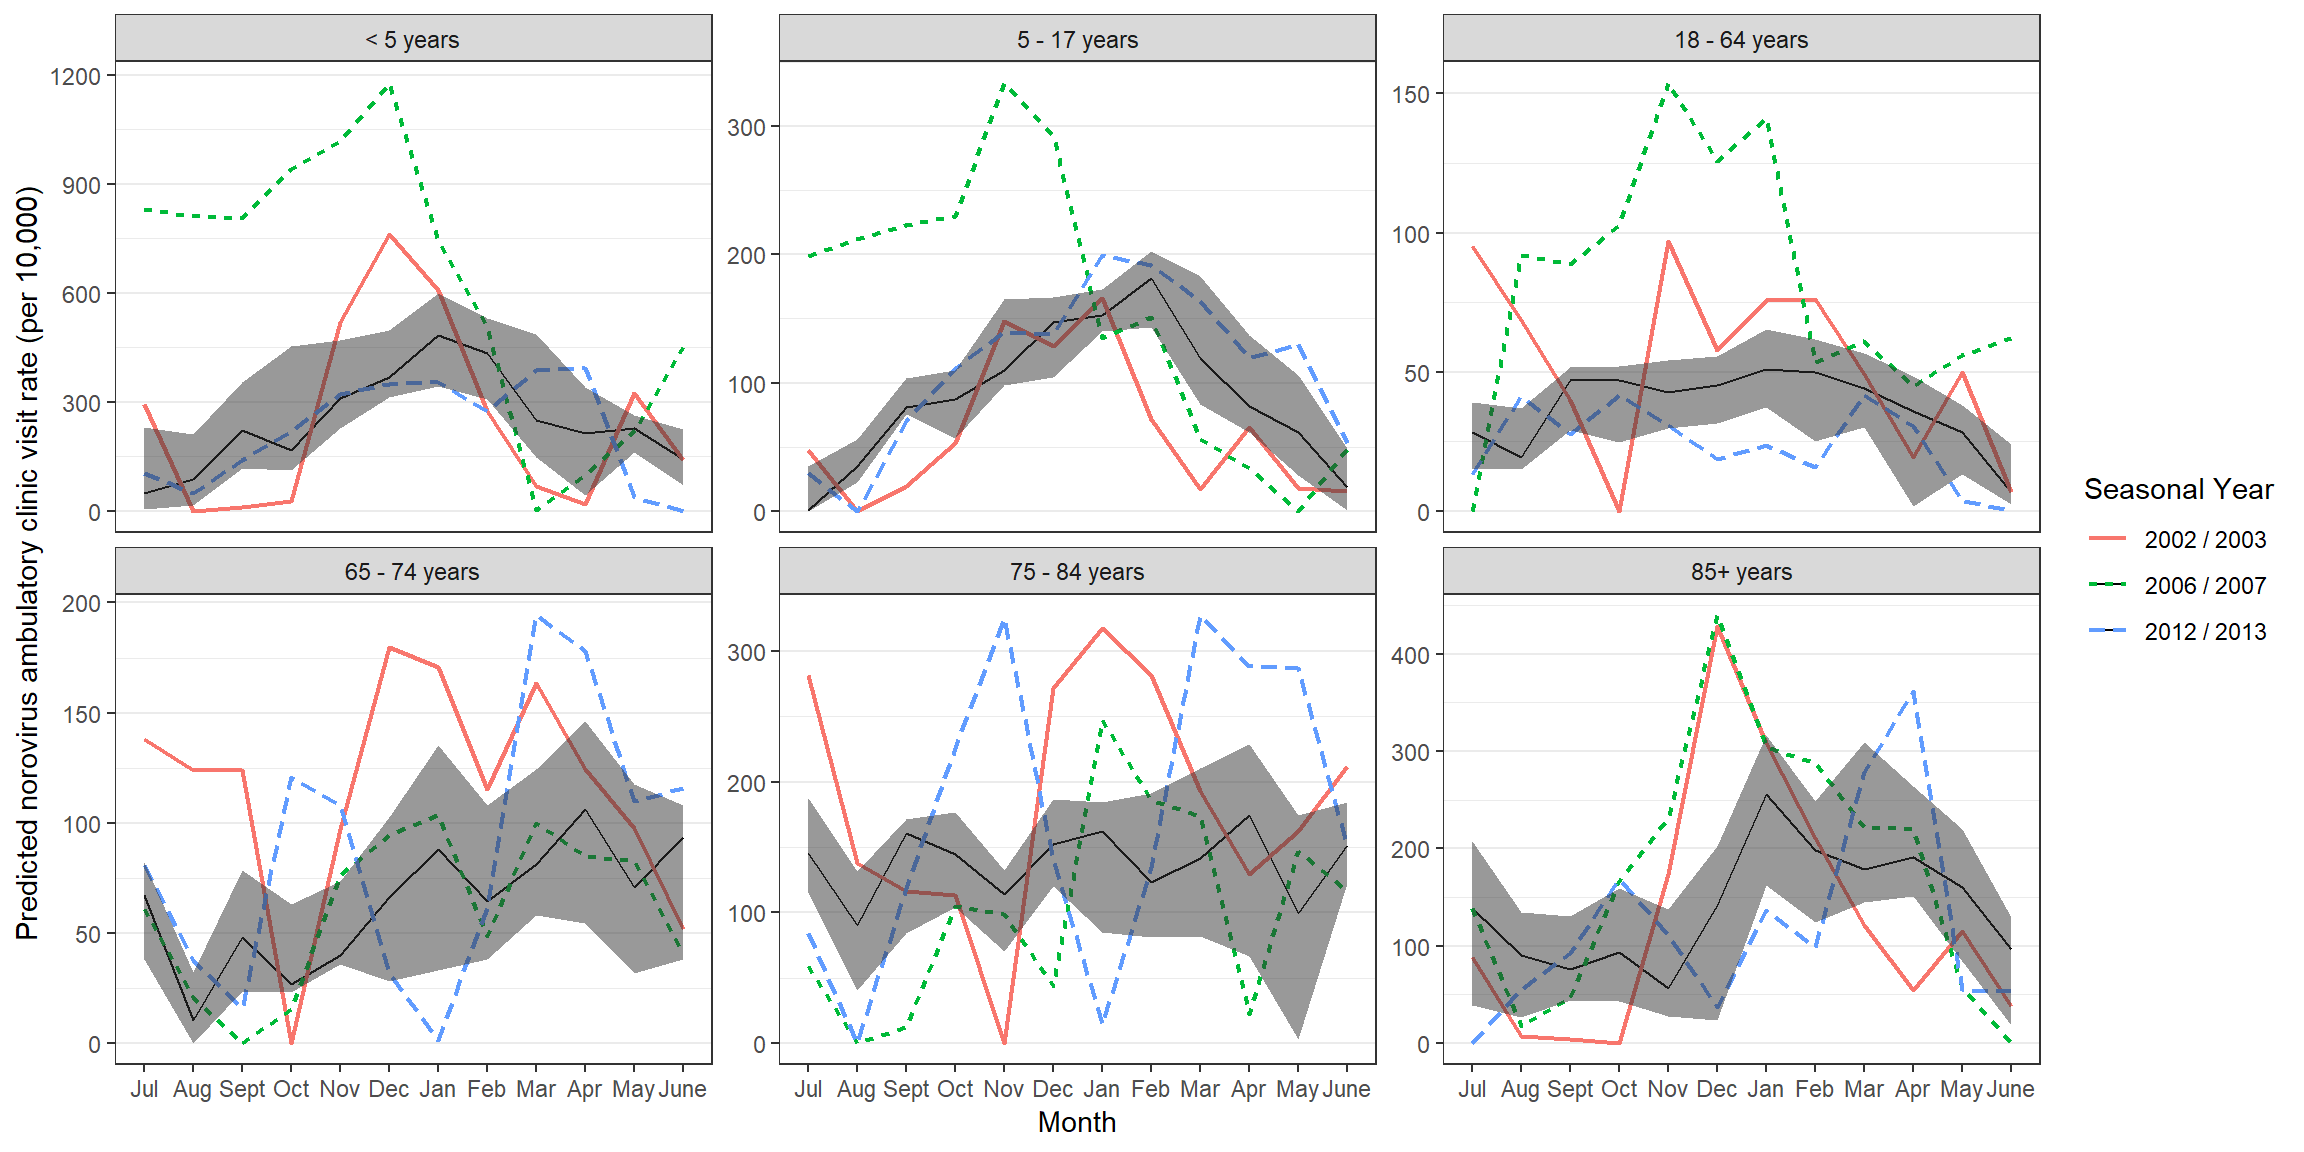 < 5 years
5 - 17 years
18 - 64 years
1200
900
600
300
0
300
200
100
0
150
100
50
0
65 - 74 years
75 - 84 years
85+ years
200
150
100
50
0
300
200
100
0
400
300
200
100
0
Jul Aug Sept Oct Nov Dec Jan Feb Mar Apr May June
Jul Aug Sept Oct Nov Dec Jan Feb Mar Apr May June
Jul Aug Sept Oct Nov Dec Jan Feb Mar Apr May June
Month
Predicted norovirus ambulatory clinic visit rate (per 10,000)
Seasonal Year
2002 / 2003
2006 / 2007
2012 / 2013